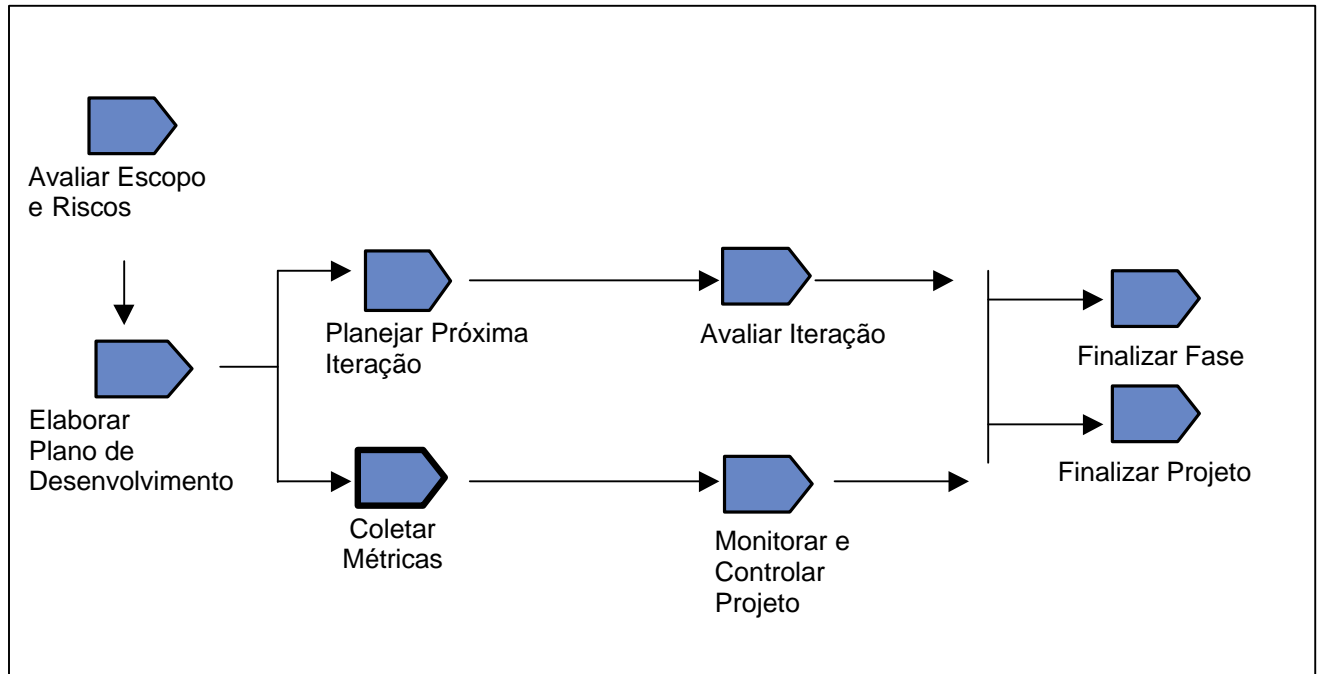 Avaliar Escopo
e Riscos
Elaborar
Plano de
Desenvolvimento
Planejar Próxima
Iteração
Coletar
Métricas
Avaliar Iteração
Monitorar e
Controlar
Projeto
Finalizar Fase
Finalizar Projeto